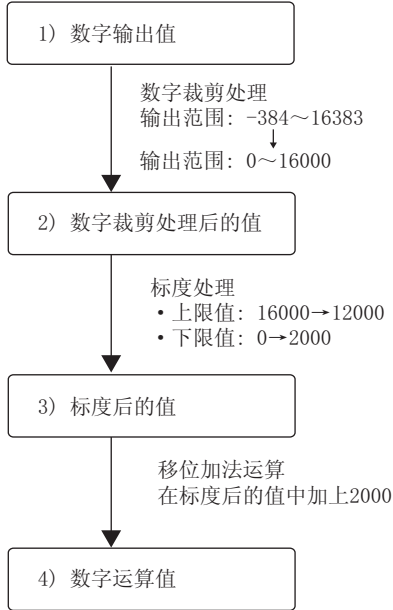 1) 数字输出值
数字裁剪处理
输出范围: -384～16383
↓
输出范围: 0～16000
2) 数字裁剪处理后的值
标度处理
•上限值: 16000→12000
•下限值: 0→2000
3) 标度后的值
移位加法运算
在标度后的值中加上2000
4) 数字运算值